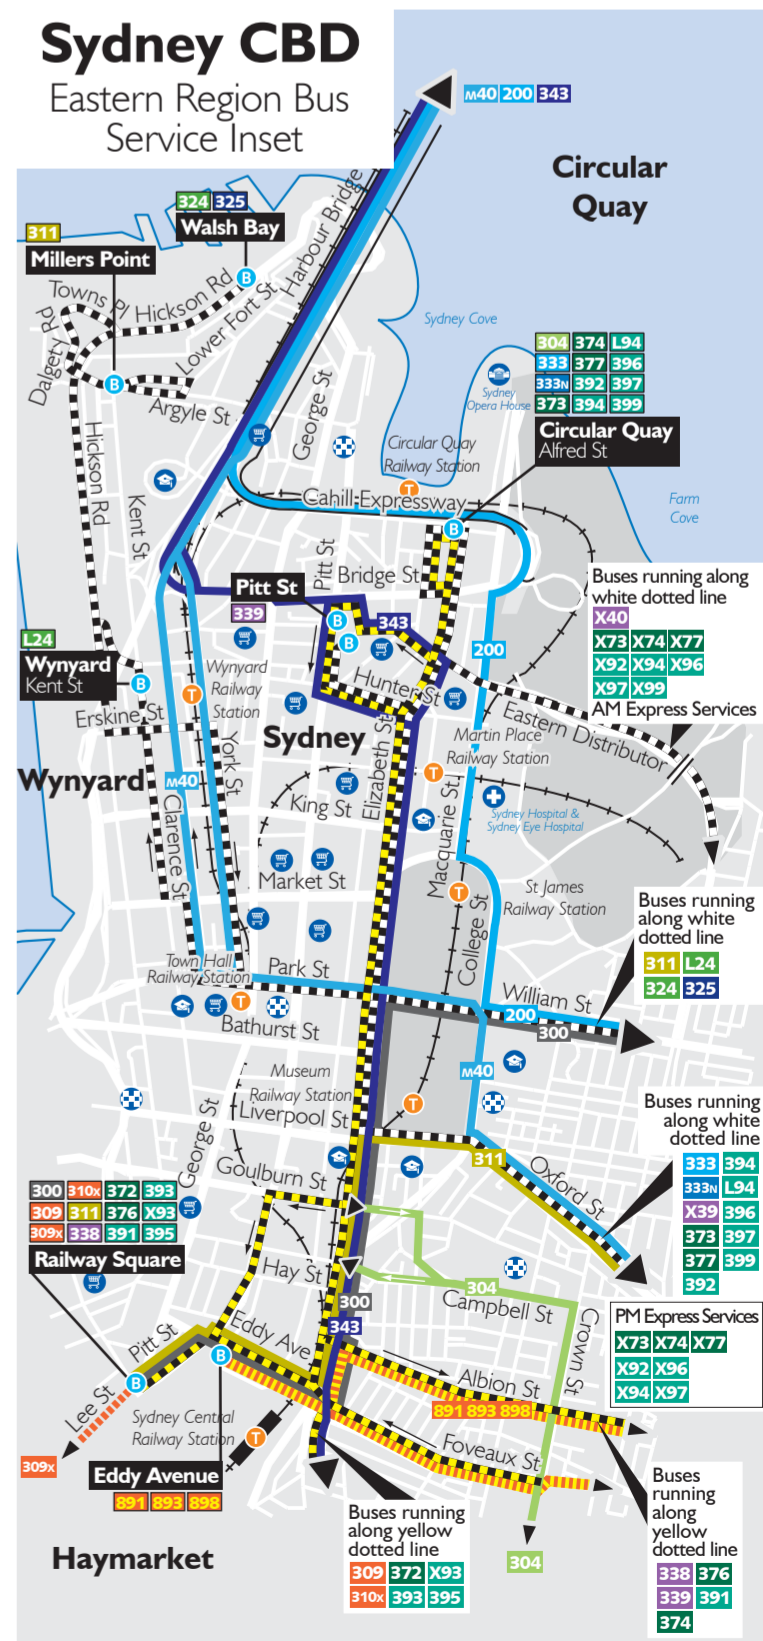 Sydney CBD
Eastern Region Bus
Service Inset
M40 200 343
Circular
Quay
324 325
Walsh Bay
311
Millers Point
Harbour Bridge
Towns Pl
Hickson Rd
Lower Fort St
Dalgety Rd
Argyle St
Sydney Cove
George St
Sydney
Opera House
304 374 L94
333 377 396
333N 392 397
373 394 399
Circular Quay
Alfred St
Circular Quay
Railway Station
Hickson Rd
Kent St
Cahill Expressway
Farm
Cove
Pitt St
Bridge St
Pitt St
339
343
Buses running along
white dotted line
X40
X73 X74 X77
X92 X94 X96
X97 X99
AM Express Services
L24
Wynyard
Kent St
200
Wynyard
Railway
Station
Hunter St
Erskine St
Eastern Distributor
Sydney
Elizabeth St
Martin Place
Railway Station
Wynyard
M40
York St
King St
Clarence St
Macquarie St
Sydney Hospital &
Sydney Eye Hospital
Market St
St James
Railway Station
College St
Buses running
along white
dotted line
311 L24
324 325
Town Hall
Railway Station
Park St
William St
200
300
Bathurst St
Museum
Railway Station
M40
Liverpool St
George St
Goulburn St
311
Oxford St
Buses running
along white
dotted line
333 394
333N L94
X39 396
373 397
377 399
392
300 310x 372 393
309 311 376 X93
309x 338 391 395
Railway Square
Hay St
300
304
Campbell St
Crown St
343
PM Express Services
X73 X74 X77
X92 X96
X94 X97
Pitt St
Eddy Ave
Lee St
Albion St
891 893 898
Sydney Central
Railway Station
Foveaux St
309x
Eddy Avenue
891 893 898
Haymarket
Buses running
along yellow
dotted line
309 372 X93
310x 393 395
304
Buses
running
along
yellow
dotted line
338 376
339 391
374